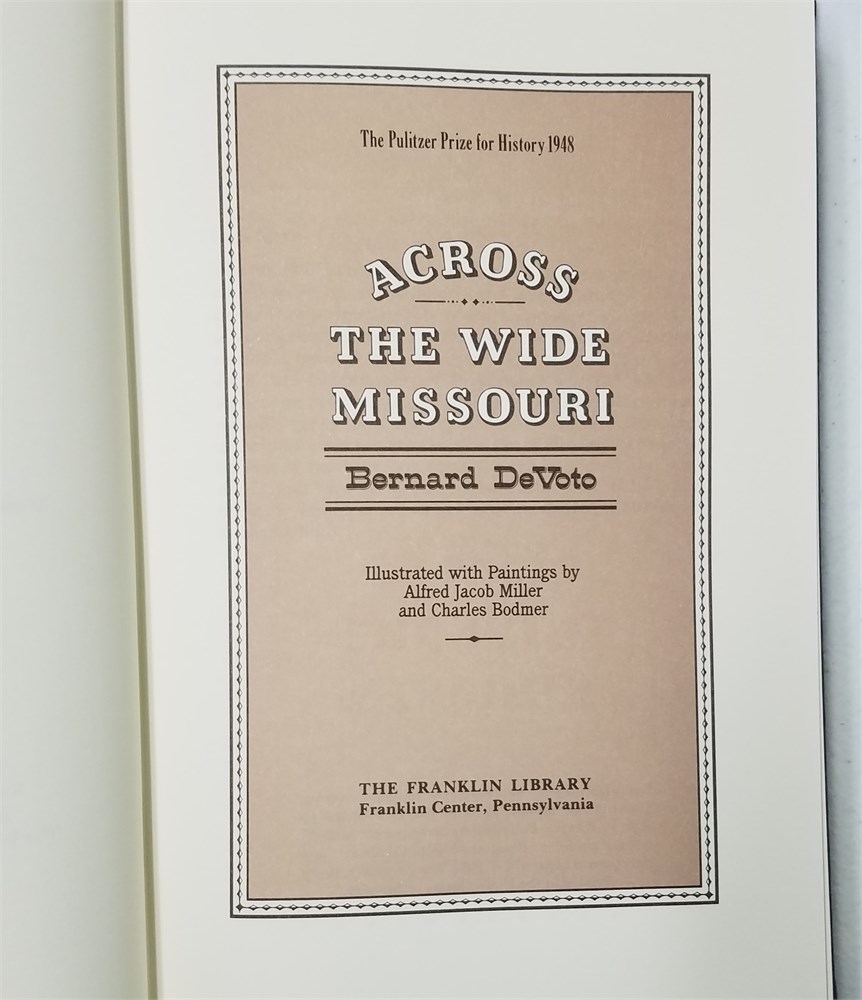 The Pulitzer Prize for History 1948
ACROSS
THE WIDE
MISSOURI
Bernard DeVoto
Illustrated with Paintings by
Alfred Jacob Miller
and Charles Bodmer
THE FRANKLIN LIBRARY
Franklin Center, Pennsylvania